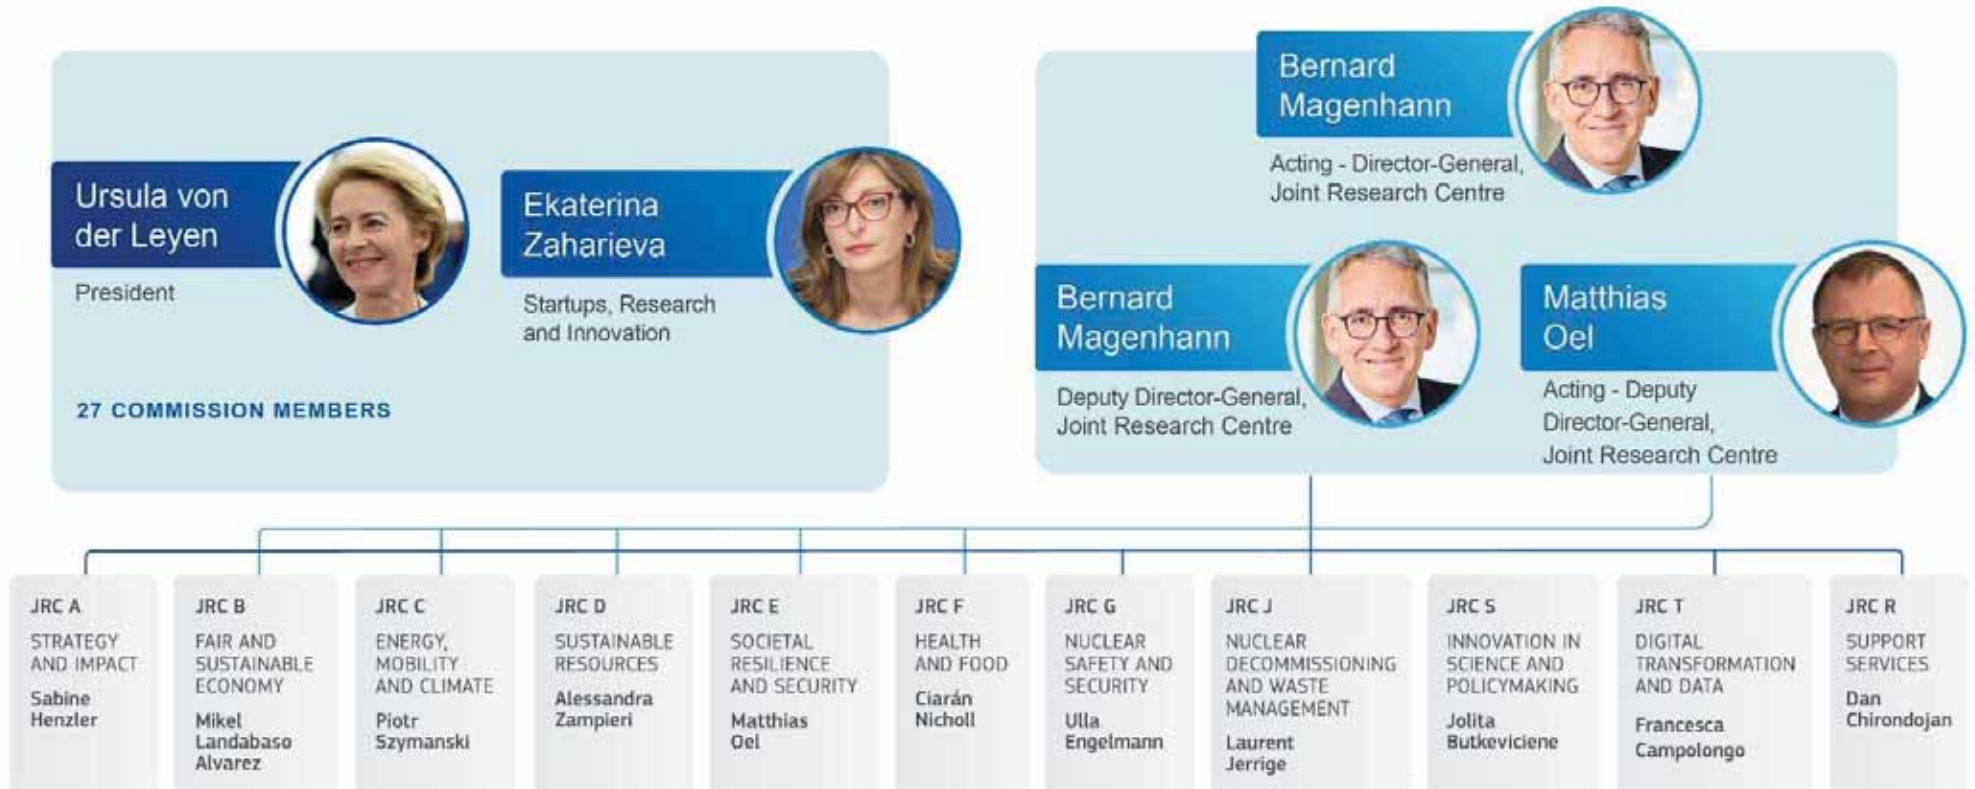 Ursula von
der Leyen
President
Ekaterina
Zaharieva
Startups, Research
and Innovation
27 COMMISSION MEMBERS
Bernard
Magenhann
Acting - Director-General,
Joint Research Centre
Bernard
Magenhann
Deputy Director-General,
Joint Research Centre
Matthias
Oel
Acting - Deputy
Director-General,
Joint Research Centre
JRC A
STRATEGY
AND IMPACT
Sabine
Henzler
JRC B
FAIR AND
SUSTAINABLE
ECONOMY
Mikel
Landabaso
Alvarez
JRC C
ENERGY,
MOBILITY
AND CLIMATE
Piotr
Szymanski
JRC D
SUSTAINABLE
RESOURCES
Alessandra
Zampieri
JRC E
SOCIETAL
RESILIENCE
AND SECURITY
Matthias
Oel
JRC F
HEALTH
AND FOOD
Ciarán
Nicholl
JRC G
NUCLEAR
SAFETY AND
SECURITY
Ulla
Engelmann
JRC J
NUCLEAR
DECOMMISSIONING
AND WASTE
MANAGEMENT
Laurent
Jerrige
JRC S
INNOVATION IN
SCIENCE AND
POLICYMAKING
Jolita
Butkeviciene
JRC T
DIGITAL
TRANSFORMATION
AND DATA
Francesca
Campolongo
JRC R
SUPPORT
SERVICES
Dan
Chirondojan